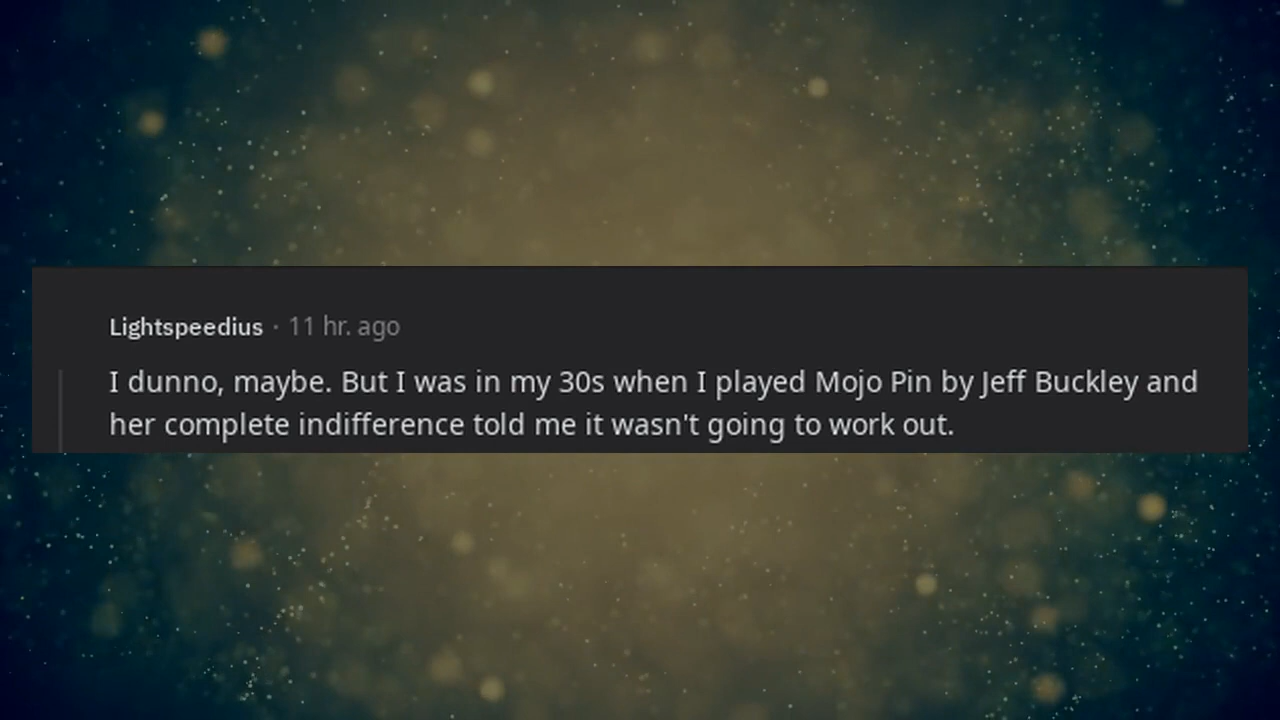 Lightspeedius · 11 hr. ago
I dunno, maybe. But I was in my 30s when I played Mojo Pin by Jeff Buckley and
her complete indifference told me it wasn't going to work out.